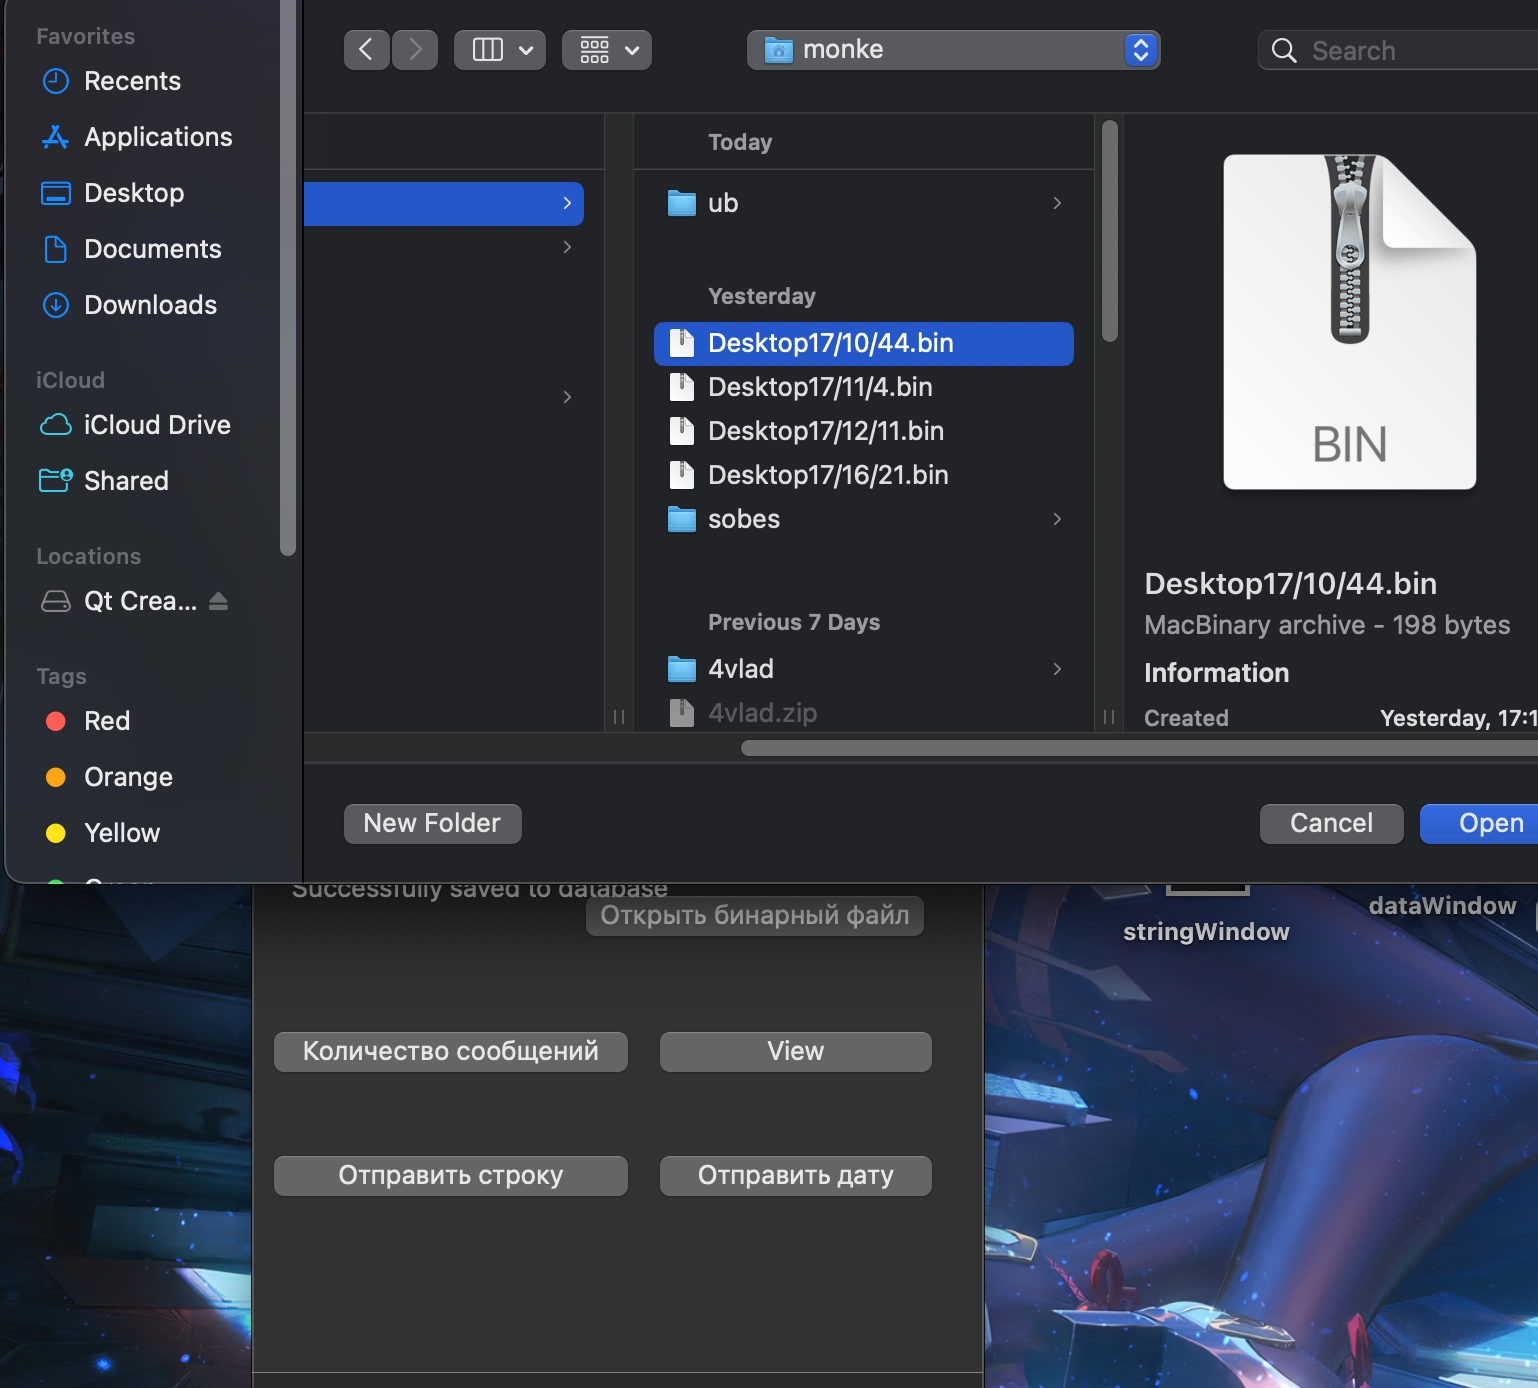 Favorites
Recents
Applications
Desktop
Documents
Downloads
iCloud
iCloud Drive
Shared
Locations
Qt Crea...
Tags
Red
Orange
Yellow
monke
Search
Today
ub
Yesterday
Desktop17/10/44.bin
Desktop17/11/4.bin
Desktop17/12/11.bin
Desktop17/16/21.bin
sobes
Previous 7 Days
4vlad
4vlad.zip
BIN
Desktop17/10/44.bin
MacBinary archive - 198 bytes
Information
Created Yesterday, 17:1
New Folder
Cancel
Open
Successfully saved to database
Открыть бинарный файл
Количество сообщений
View
Отправить строку
Отправить дату
stringWindow
dataWindow